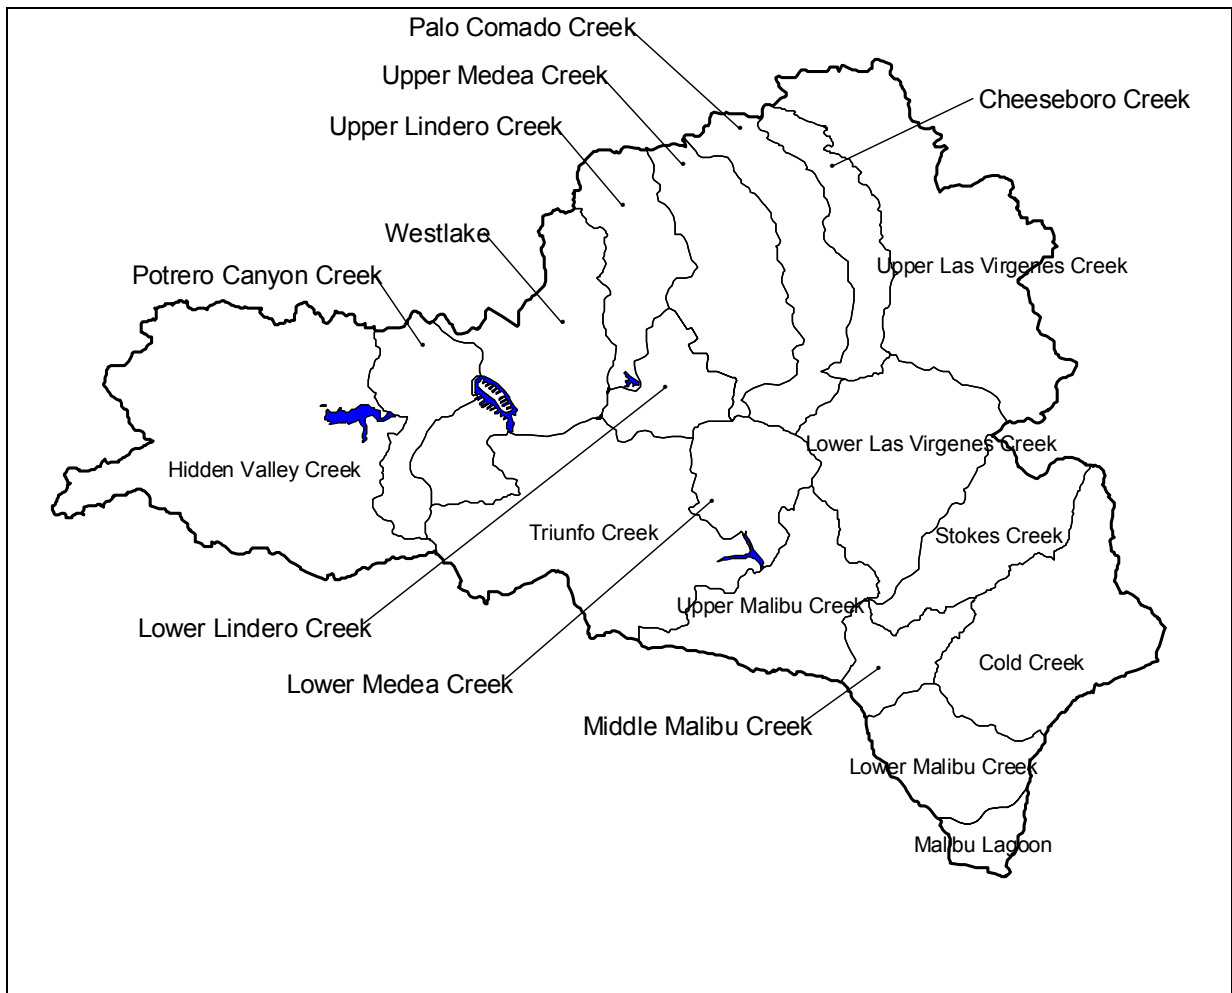 Palo Comado Creek
Upper Medea Creek
Cheeseboro Creek
Upper Lindero Creek
Westlake
Upper Las Virgenes Creek
Potrero Canyon Creek
Lower Las Virgenes Creek
Hidden Valley Creek
Triunfo Creek
Stokes Creek
Upper Malibu Creek
Lower Lindero Creek
Cold Creek
Lower Medea Creek
Middle Malibu Creek
Lower Malibu Creek
Malibu Lagoon